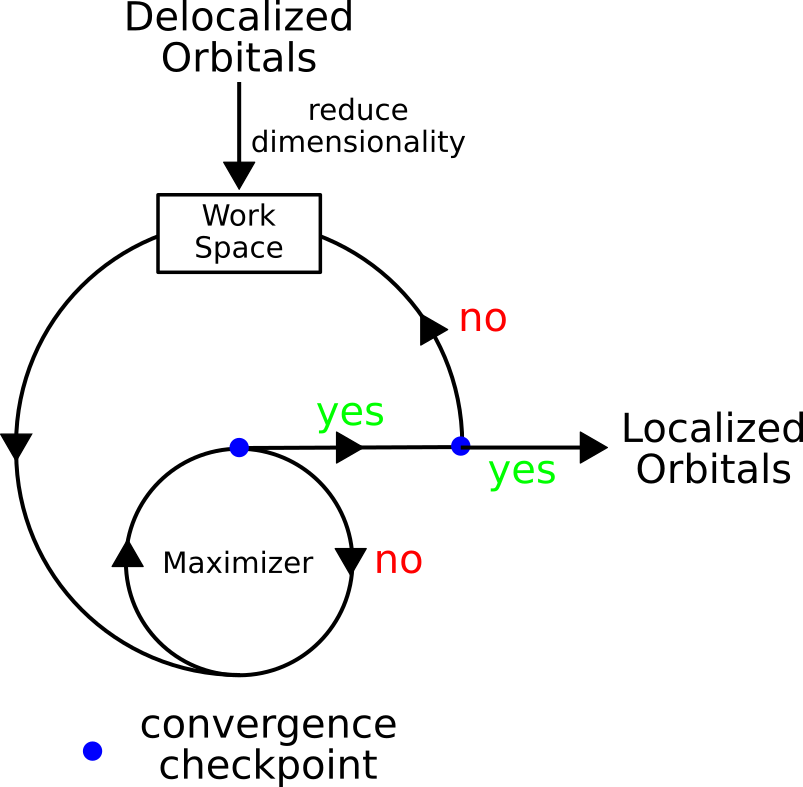 Delocalized
Orbitals
reduce
dimensionality
Work
Space
no
yes
Localized
Orbitals
yes
Maximizer
no
convergence
checkpoint